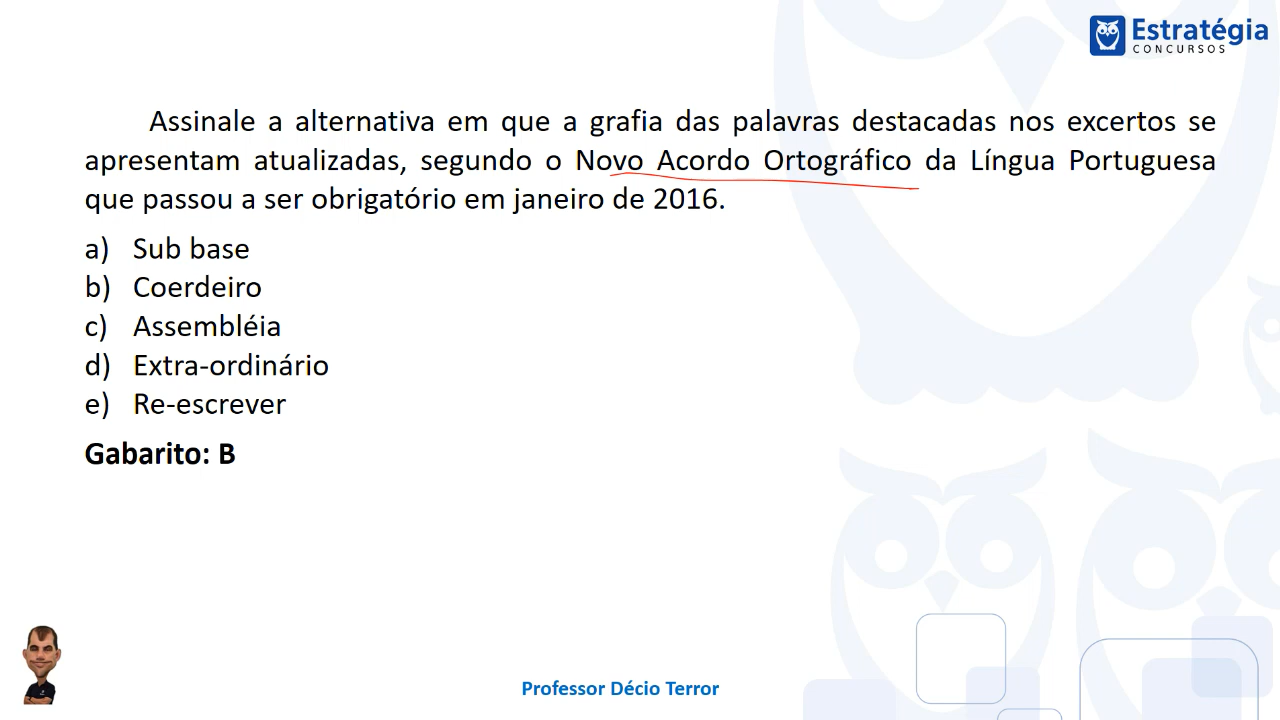 Estratégia
CONCURSOS
Assinale a alternativa em que a grafia das palavras destacadas nos excertos se
apresentam atualizadas, segundo o Novo Acordo Ortográfico da Língua Portuguesa
que passou a ser obrigatório em janeiro de 2016.
a) Sub base
b) Coerdeiro
c) Assembléia
d) Extra-ordinário
e) Re-escrever
Gabarito: B
Professor Décio Terror